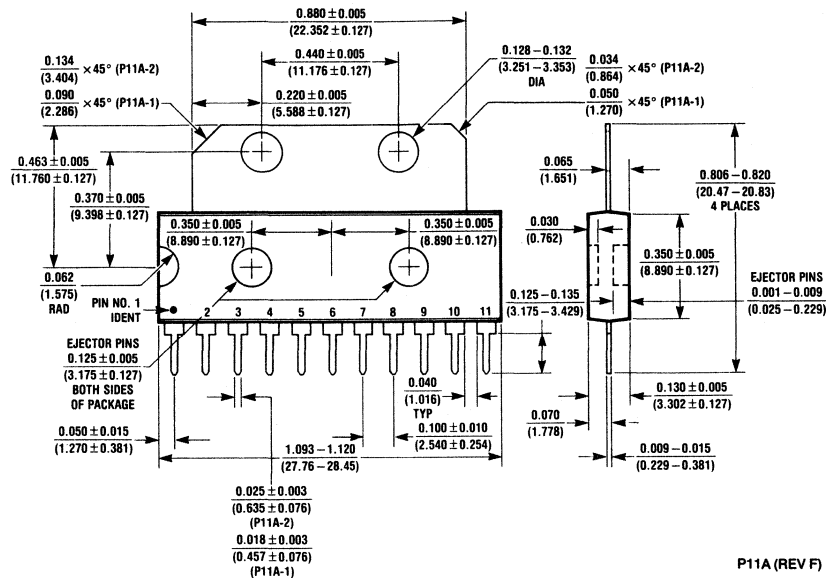 0.880 ± 0.005
(22.352 ± 0.127)
0.134
(3.404)
×45° (P11A-2)
0.440 ± 0.005
(11.176 ± 0.127)
0.128 – 0.132
(3.251 – 3.353)
DIA
0.034
(0.864)
×45° (P11A-2)
0.090
(2.286)
×45° (P11A-1)
0.220 ± 0.005
(5.588 ± 0.127)
0.050
(1.270)
×45° (P11A-1)
0.463 ± 0.005
(11.760 ± 0.127)
0.370 ± 0.005
(9.398 ± 0.127)
0.065
(1.651)
0.806 – 0.820
(20.47 – 20.83)
4 PLACES
0.350 ± 0.005
(8.890 ± 0.127)
0.350 ± 0.005
(8.890 ± 0.127)
0.030
(0.762)
0.350 ± 0.005
(8.890 ± 0.127)
0.062
(1.575)
RAD
EJECTOR PINS
0.001 – 0.009
(0.025 – 0.229)
PIN NO. 1
IDENT
2 3 4 5 6 7 8 9 10 11
0.125 – 0.135
(3.175 – 3.429)
EJECTOR PINS
0.125 ± 0.005
(3.175 ± 0.127)
BOTH SIDES
OF PACKAGE
0.040
(1.016)
TYP
0.130 ± 0.005
(3.302 ± 0.127)
0.070
(1.778)
0.050 ± 0.015
(1.270 ± 0.381)
0.100 ± 0.010
(2.540 ± 0.254)
1.093 – 1.120
(27.76 – 28.45)
0.009 – 0.015
(0.229 – 0.381)
0.025 ± 0.003
(0.635 ± 0.076)
(P11A-2)
0.018 ± 0.003
(0.457 ± 0.076)
(P11A-1)
P11A (REV F)